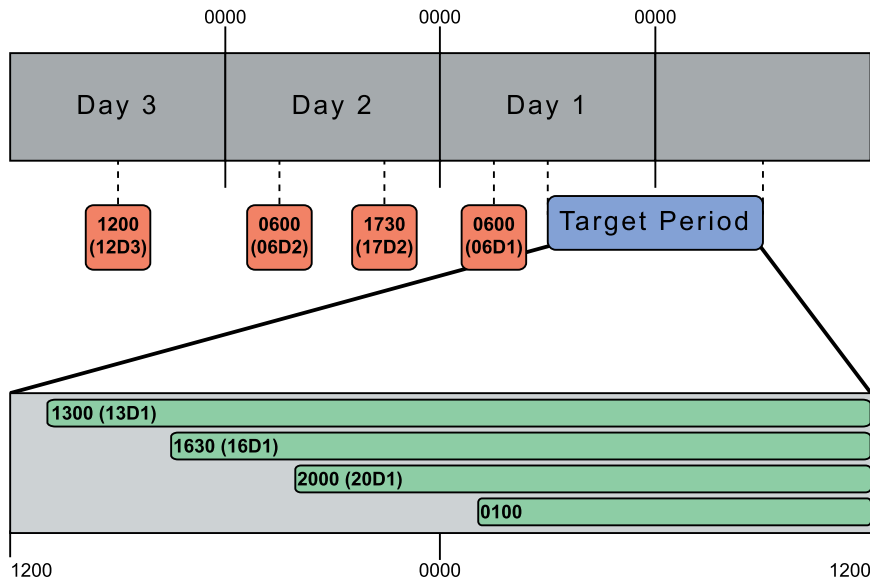 0000
0000
0000
Day 3
Day 2
Day 1
1200
(12D3)
0600
(06D2)
1730
(17D2)
0600
(06D1)
Target Period
1300 (13D1)
1630 (16D1)
2000 (20D1)
0100
1200
0000
1200